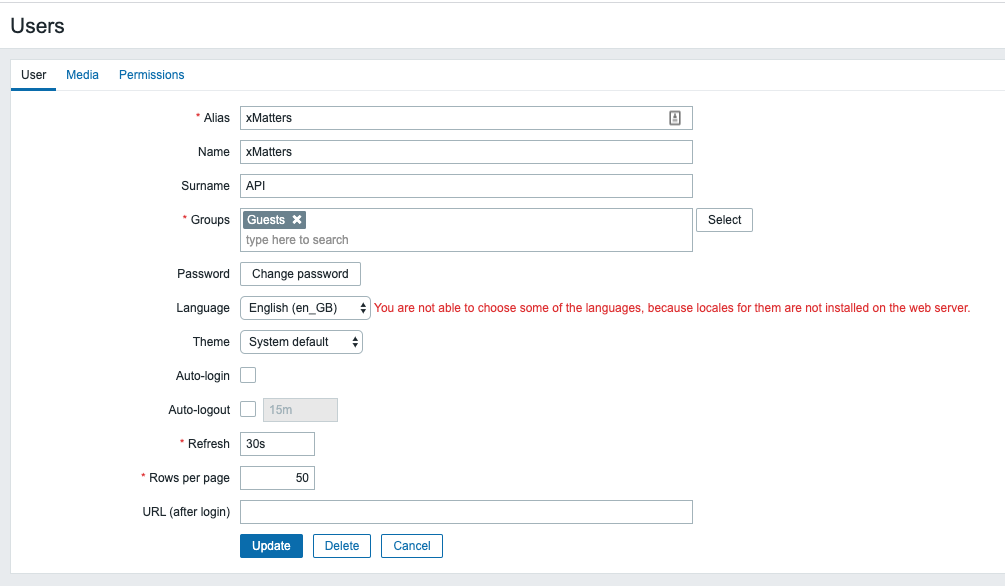 Users
User Media Permissions
* Alias xMatters
Name xMatters
Surname API
* Groups Guests Select
type here to search
Password Change password
Language English (en_GB) You are not able to choose some of the languages, because locales for them are not installed on the web server.
Theme System default
Auto-login
Auto-logout 15m
* Refresh 30s
* Rows per page 50
URL (after login)
Update Delete Cancel